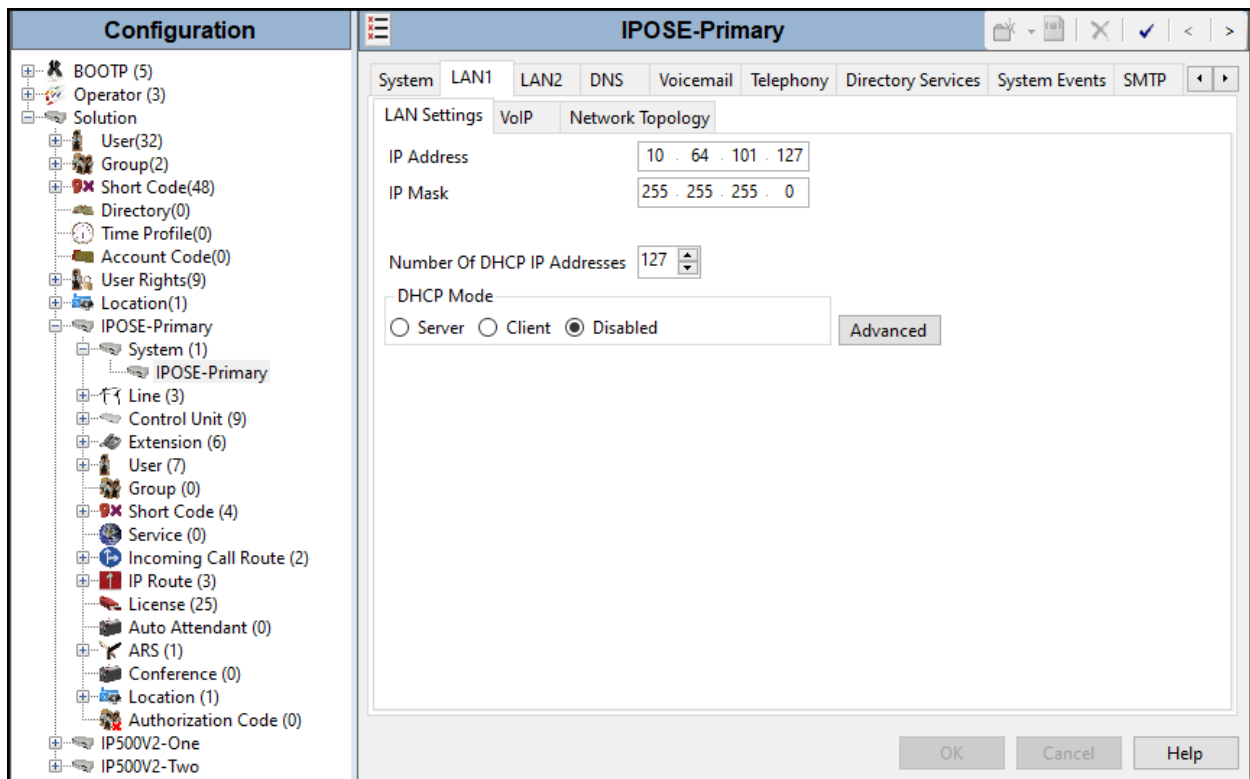 Configuration
BOOTP (5)
Operator (3)
Solution
User(32)
Group(2)
Short Code(48)
Directory(0)
Time Profile(0)
Account Code(0)
User Rights(9)
Location(1)
IPOSE-Primary
System (1)
IPOSE-Primary
Line (3)
Control Unit (9)
Extension (6)
User (7)
Group (0)
Short Code (4)
Service (0)
Incoming Call Route (2)
IP Route (3)
License (25)
Auto Attendant (0)
ARS (1)
Conference (0)
Location (1)
Authorization Code (0)
IP500V2-One
IP500V2-Two
IPOSE-Primary
System LAN1 LAN2 DNS Voicemail Telephony Directory Services System Events SMTP
LAN Settings VoIP Network Topology
IP Address 10 . 64 . 101 . 127
IP Mask 255 . 255 . 255 . 0
Number Of DHCP IP Addresses 127
DHCP Mode
Server Client Disabled Advanced
OK Cancel Help